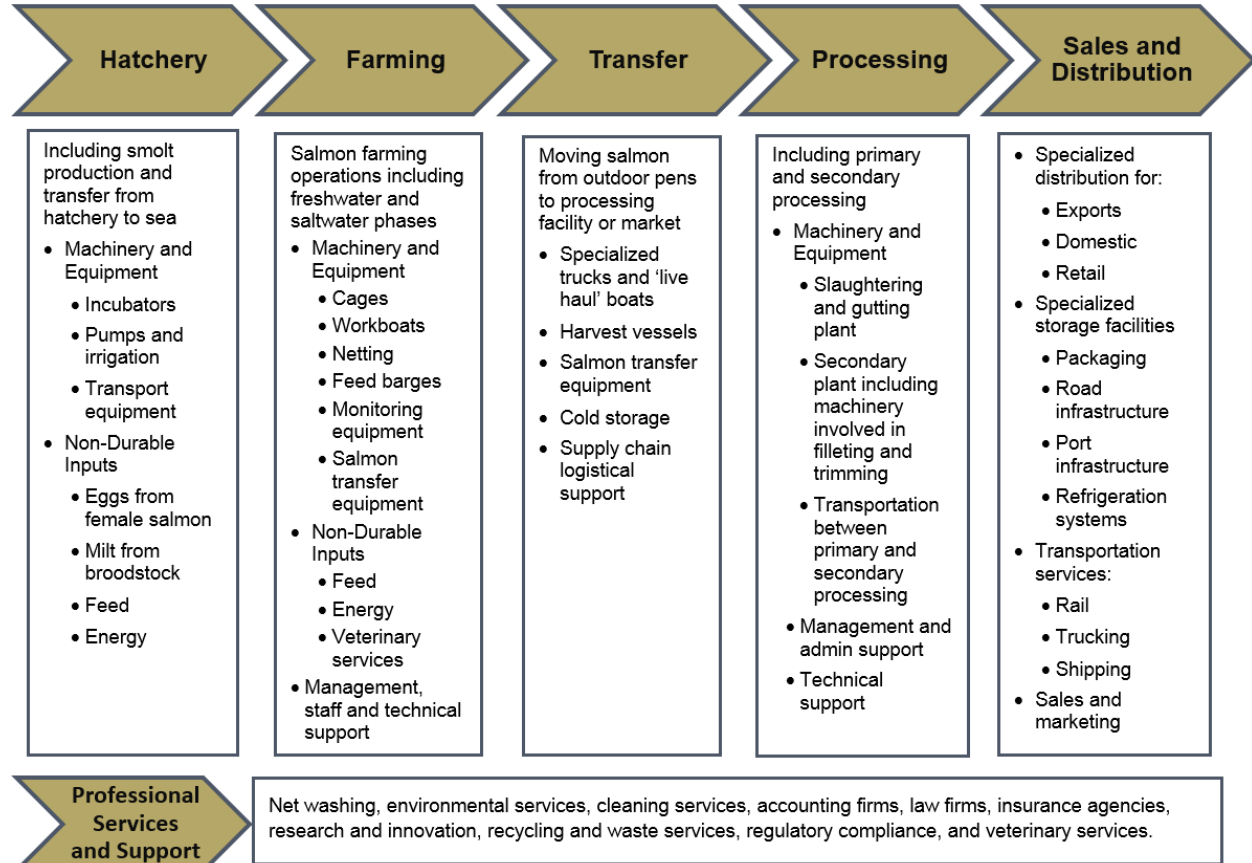 Hatchery
Farming
Transfer
Processing
Sales and
Distribution
Including smolt
production and
transfer from
hatchery to sea
• Machinery and
Equipment
• Incubators
• Pumps and
irrigation
• Transport
equipment
• Non-Durable
Inputs
• Eggs from
female salmon
• Milt from
broodstock
• Feed
• Energy
Salmon farming
operations including
freshwater and
saltwater phases
• Machinery and
Equipment
• Cages
• Workboats
• Netting
• Feed barges
• Monitoring
equipment
• Salmon
transfer
equipment
• Non-Durable
Inputs
• Feed
• Energy
• Veterinary
services
• Management,
staff and technical
support
Moving salmon
from outdoor pens
to processing
facility or market
• Specialized
trucks and ‘live
haul’ boats
• Harvest vessels
• Salmon transfer
equipment
• Cold storage
• Supply chain
logistical
support
Including primary
and secondary
processing
• Machinery and
Equipment
• Slaughtering
and gutting
plant
• Secondary
plant including
machinery
involved in
filleting and
trimming
• Transportation
between
primary and
secondary
processing
• Management and
admin support
• Technical
support
• Specialized
distribution for:
• Exports
• Domestic
• Retail
• Specialized
storage facilities
• Packaging
• Road
infrastructure
• Port
infrastructure
• Refrigeration
systems
• Transportation
services:
• Rail
• Trucking
• Shipping
• Sales and
marketing
Professional
Services
and Support
Net washing, environmental services, cleaning services, accounting firms, law firms, insurance agencies,
research and innovation, recycling and waste services, regulatory compliance, and veterinary services.